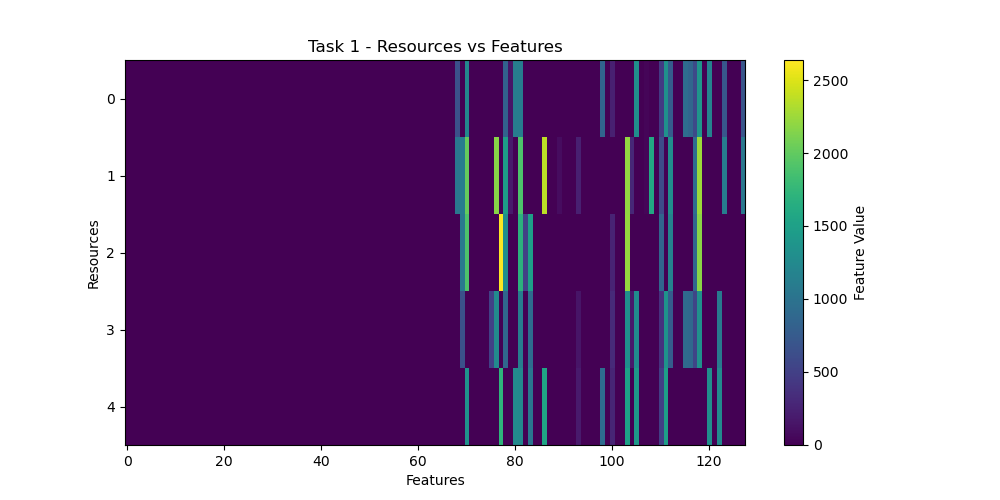 Task 1 - Resources vs Features
Resources
0
1
2
3
4
0 20 40 60 80 100 120
Features
2500
2000
1500
1000
500
0
Feature Value